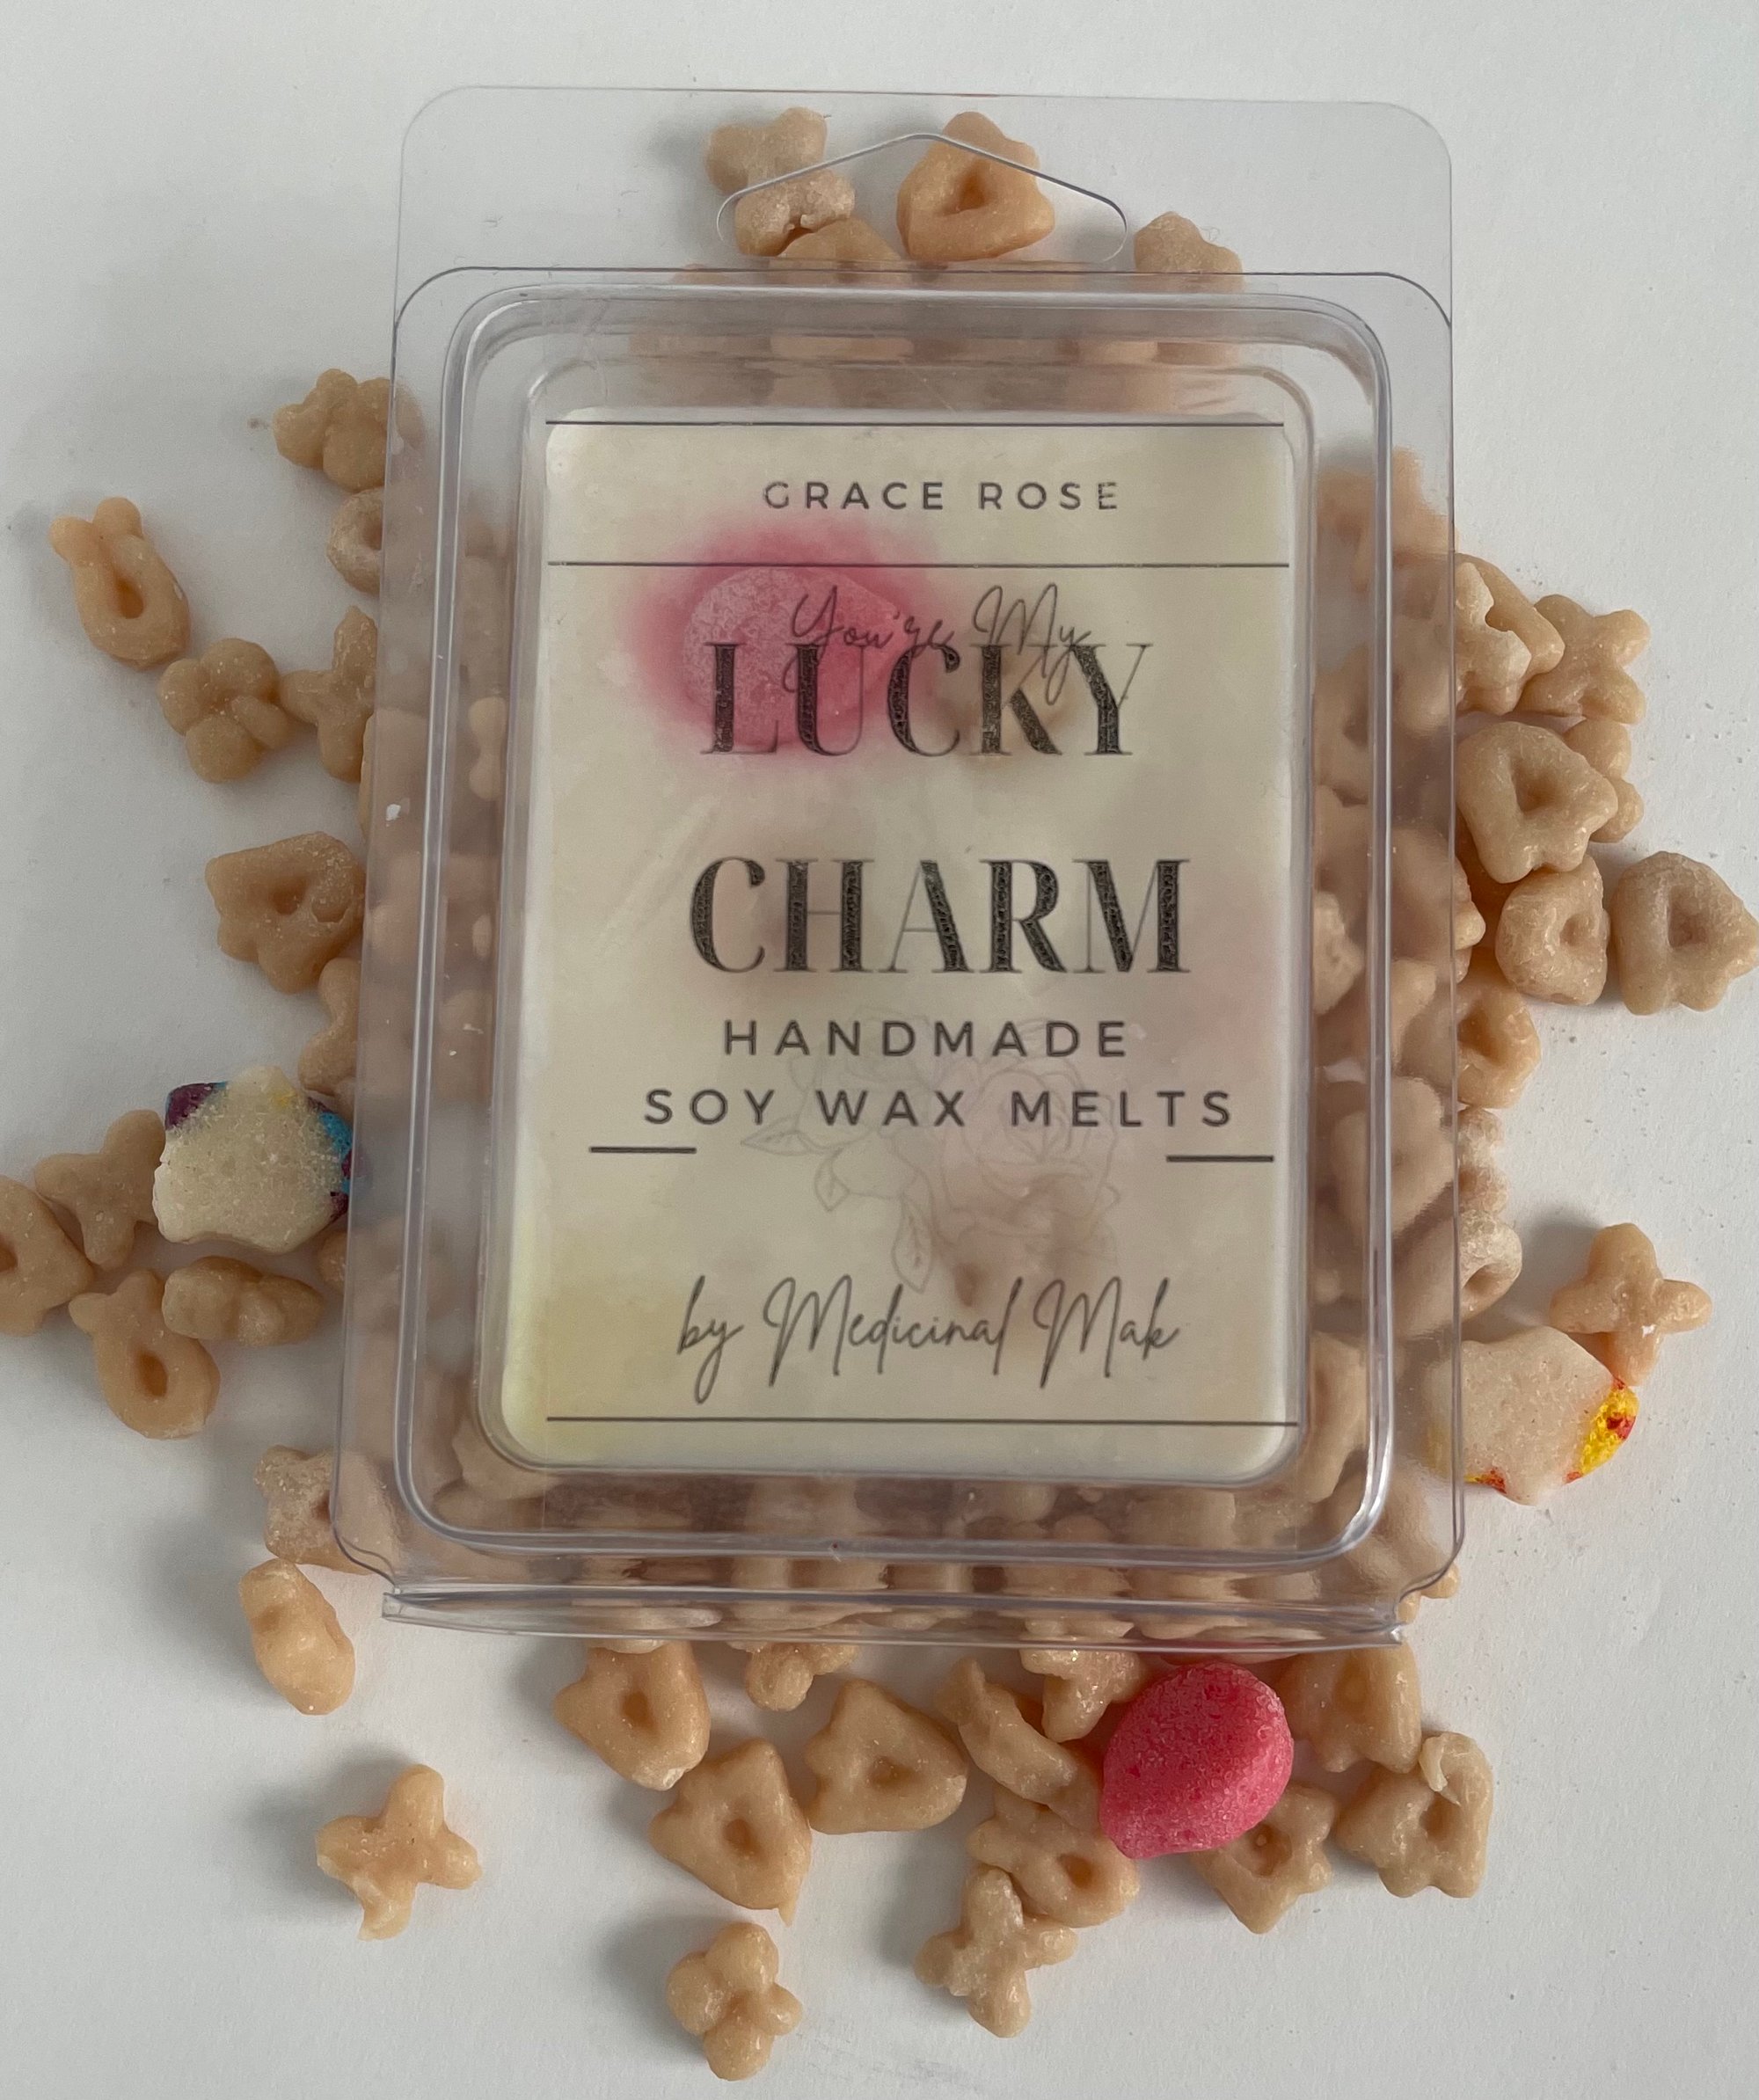 GRACE ROSE
You're My
LUCKY
CHARM
HANDMADE
SOY WAX MELTS
by Medicinal Mak